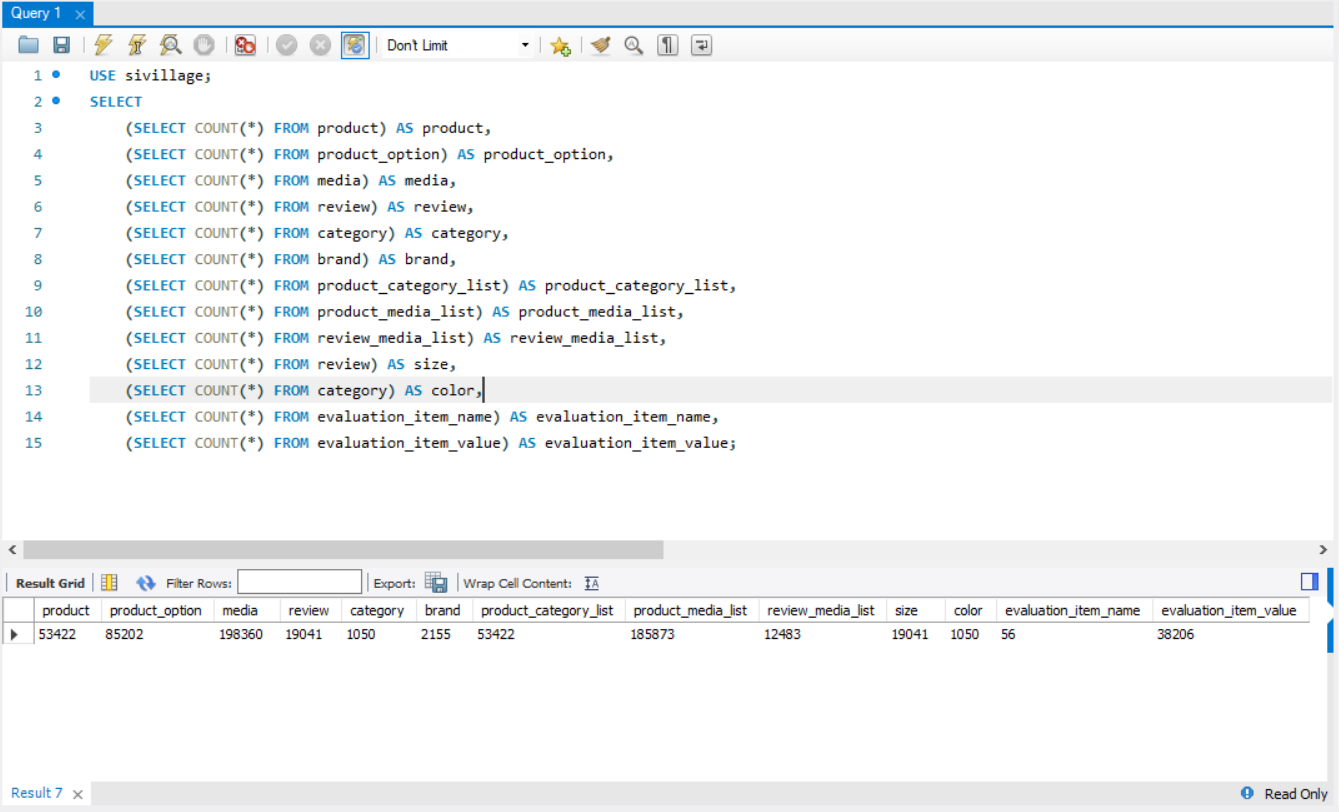 Query 1
Don't Limit
1 USE sivillage;
2 SELECT
3 (SELECT COUNT(*) FROM product) AS product,
4 (SELECT COUNT(*) FROM product_option) AS product_option,
5 (SELECT COUNT(*) FROM media) AS media,
6 (SELECT COUNT(*) FROM review) AS review,
7 (SELECT COUNT(*) FROM category) AS category,
8 (SELECT COUNT(*) FROM brand) AS brand,
9 (SELECT COUNT(*) FROM product_category_list) AS product_category_list,
10 (SELECT COUNT(*) FROM product_media_list) AS product_media_list,
11 (SELECT COUNT(*) FROM review_media_list) AS review_media_list,
12 (SELECT COUNT(*) FROM review) AS size,
13 (SELECT COUNT(*) FROM category) AS color,
14 (SELECT COUNT(*) FROM evaluation_item_name) AS evaluation_item_name,
15 (SELECT COUNT(*) FROM evaluation_item_value) AS evaluation_item_value;
Result Grid Filter Rows: Export: Wrap Cell Content:
product product_option media review category brand product_category_list product_media_list review_media_list size color evaluation_item_name evaluation_item_value
53422 85202 198360 19041 1050 2155 53422 185873 12483 19041 1050 56 38206
Result 7 Read Only